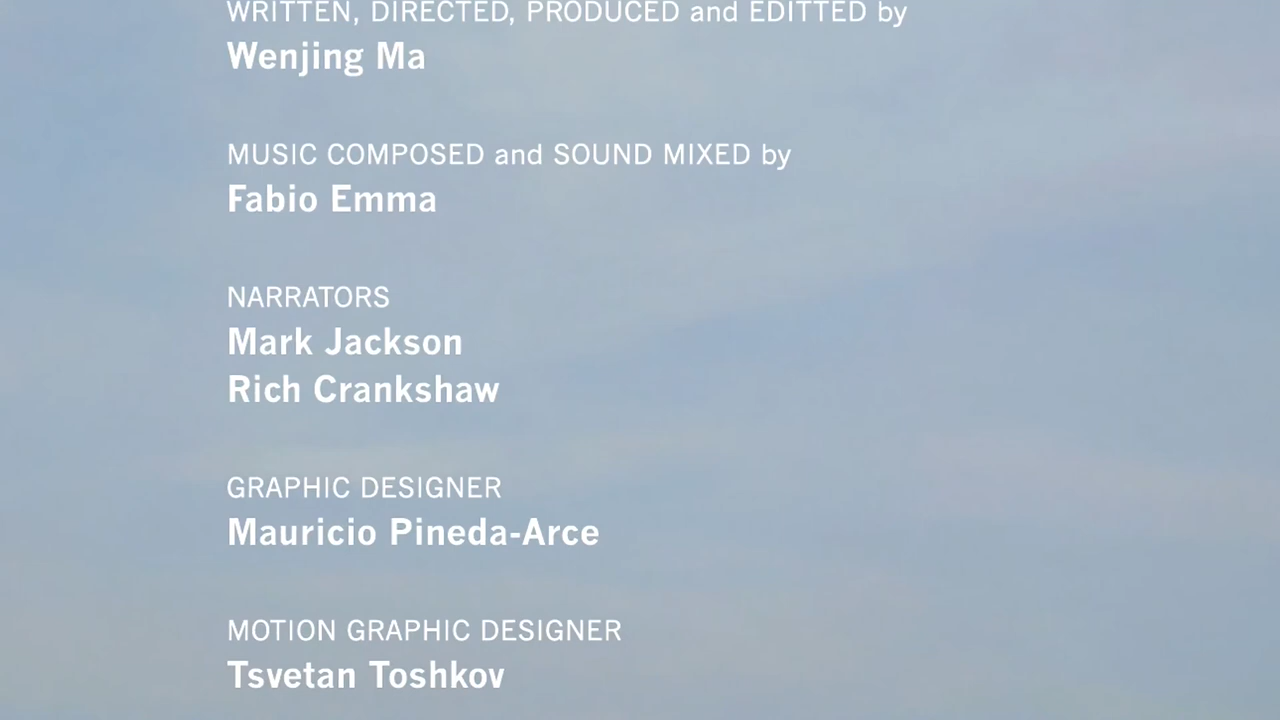 WRITTEN, DIRECTED, PRODUCED and EDITTED by
Wenjing Ma
MUSIC COMPOSED and SOUND MIXED by
Fabio Emma
NARRATORS
Mark Jackson
Rich Crankshaw
GRAPHIC DESIGNER
Mauricio Pineda-Arce
MOTION GRAPHIC DESIGNER
Tsvetan Toshkov